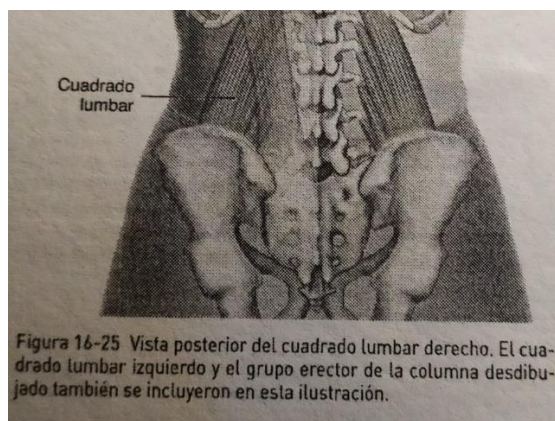 Cuadrado
lumbar
Figura 16-25 Vista posterior del cuadrado lumbar derecho. El cua-
drado lumbar izquierdo y el grupo erector de la columna desdibu-
jado también se incluyeron en esta ilustración.